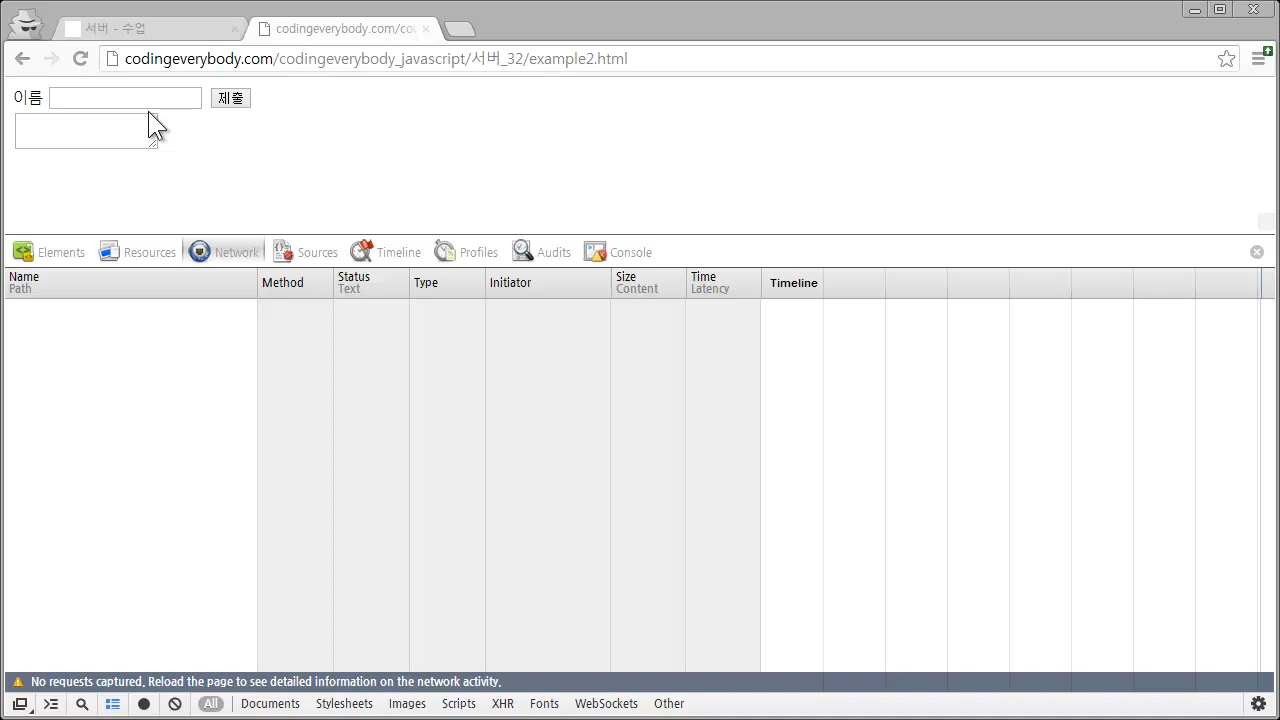 서버 - 수업
codingeverybody.com/co
codingeverybody.com/codingeverybody_javascript/서버_32/example2.html
이름 제출
Elements Resources Network Sources Timeline Profiles Audits Console
Name Method Status Type Initiator Size Time Timeline
Path Text Content Latency
No requests captured. Reload the page to see detailed information on the network activity.
All Documents Stylesheets Images Scripts XHR Fonts WebSockets Other